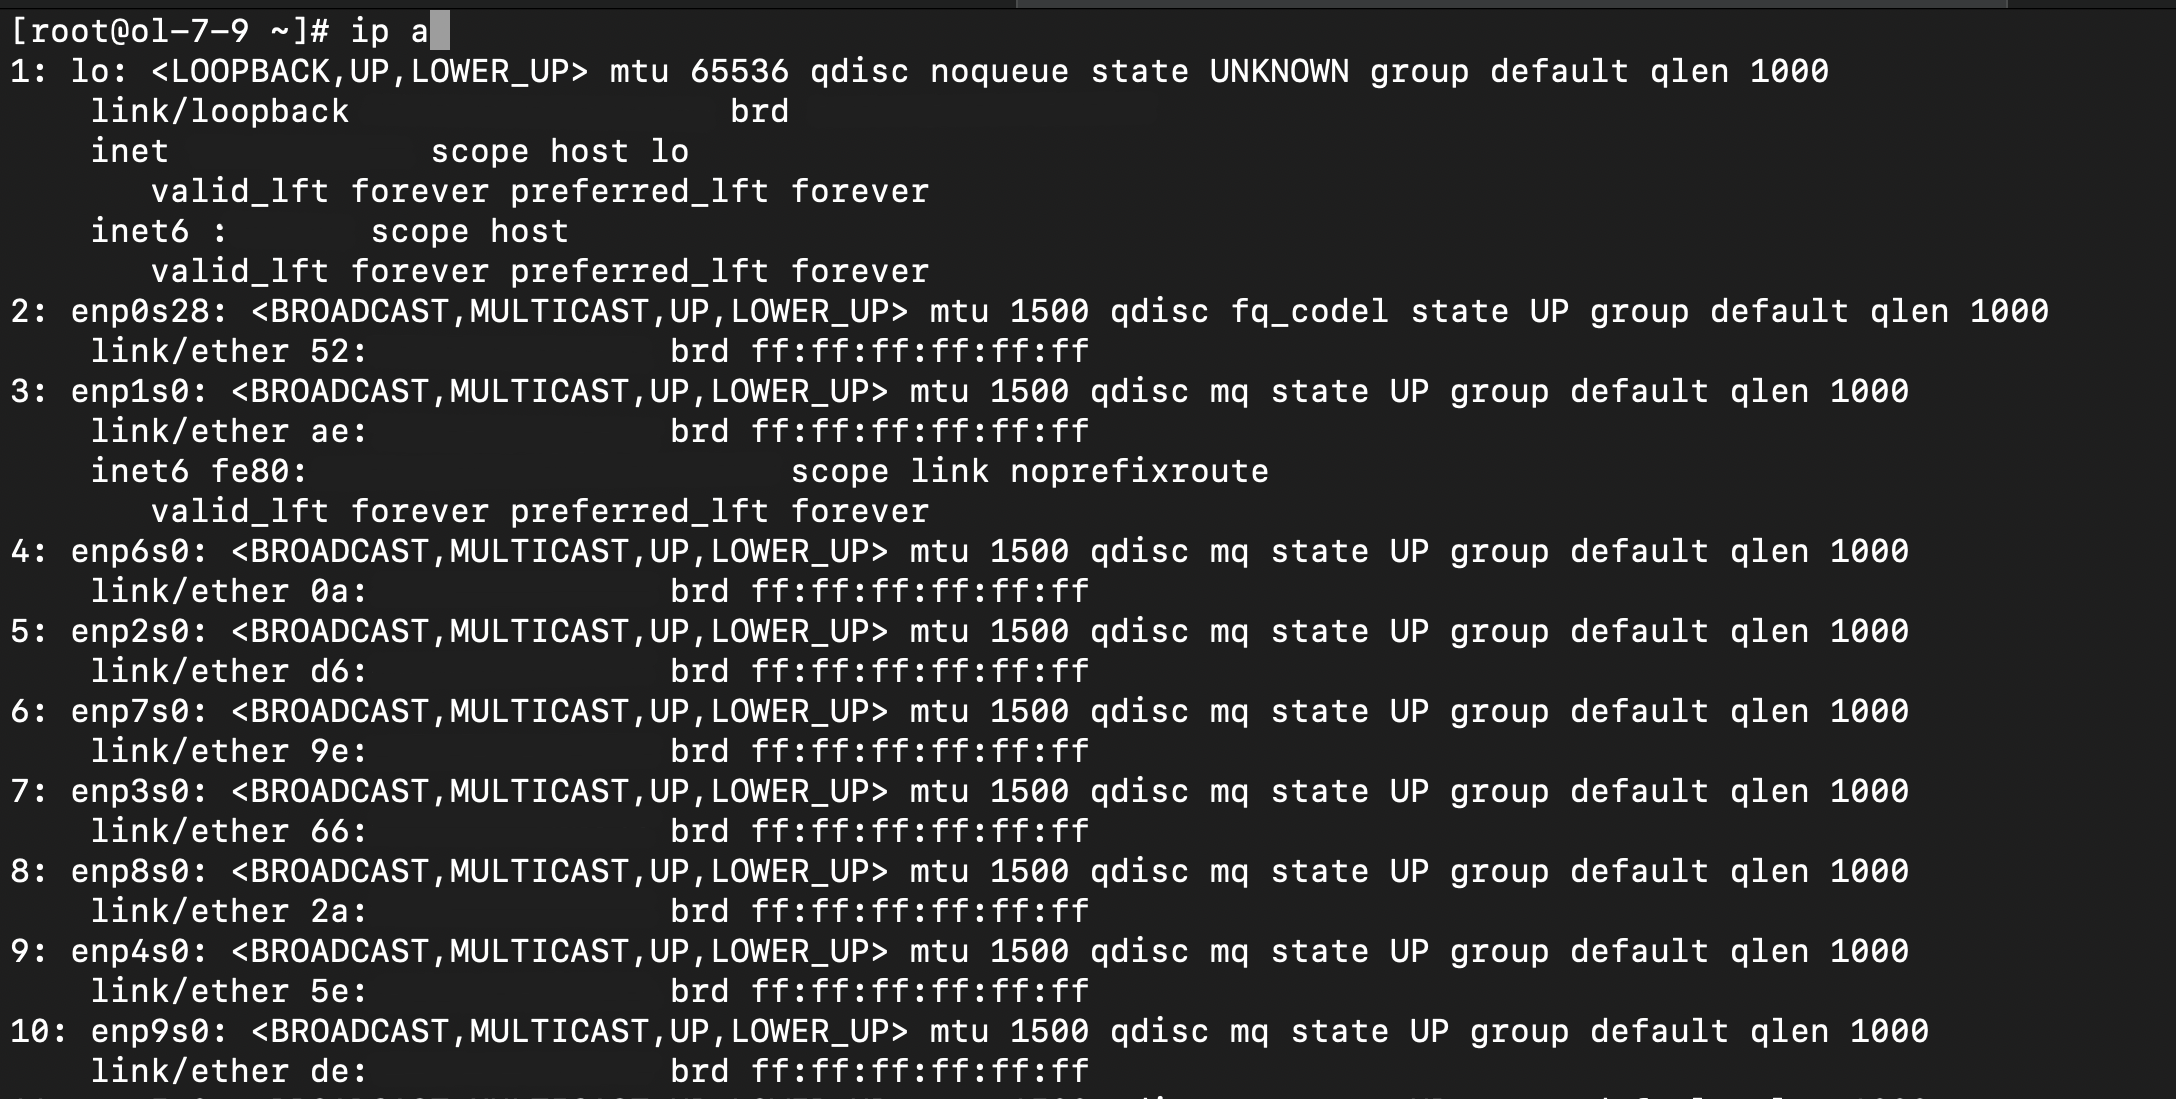 [root@ol-7-9 ~]# ip a
1: lo: <LOOPBACK,UP,LOWER_UP> mtu 65536 qdisc noqueue state UNKNOWN group default qlen 1000
    link/loopback                   brd
    inet             scope host lo
       valid_lft forever preferred_lft forever
    inet6 :       scope host
       valid_lft forever preferred_lft forever
2: enp0s28: <BROADCAST,MULTICAST,UP,LOWER_UP> mtu 1500 qdisc fq_codel state UP group default qlen 1000
    link/ether 52:               brd ff:ff:ff:ff:ff:ff
3: enp1s0: <BROADCAST,MULTICAST,UP,LOWER_UP> mtu 1500 qdisc mq state UP group default qlen 1000
    link/ether ae:               brd ff:ff:ff:ff:ff:ff
    inet6 fe80:                        scope link noprefixroute
       valid_lft forever preferred_lft forever
4: enp6s0: <BROADCAST,MULTICAST,UP,LOWER_UP> mtu 1500 qdisc mq state UP group default qlen 1000
    link/ether 0a:               brd ff:ff:ff:ff:ff:ff
5: enp2s0: <BROADCAST,MULTICAST,UP,LOWER_UP> mtu 1500 qdisc mq state UP group default qlen 1000
    link/ether d6:               brd ff:ff:ff:ff:ff:ff
6: enp7s0: <BROADCAST,MULTICAST,UP,LOWER_UP> mtu 1500 qdisc mq state UP group default qlen 1000
    link/ether 9e:               brd ff:ff:ff:ff:ff:ff
7: enp3s0: <BROADCAST,MULTICAST,UP,LOWER_UP> mtu 1500 qdisc mq state UP group default qlen 1000
    link/ether 66:               brd ff:ff:ff:ff:ff:ff
8: enp8s0: <BROADCAST,MULTICAST,UP,LOWER_UP> mtu 1500 qdisc mq state UP group default qlen 1000
    link/ether 2a:               brd ff:ff:ff:ff:ff:ff
9: enp4s0: <BROADCAST,MULTICAST,UP,LOWER_UP> mtu 1500 qdisc mq state UP group default qlen 1000
    link/ether 5e:               brd ff:ff:ff:ff:ff:ff
10: enp9s0: <BROADCAST,MULTICAST,UP,LOWER_UP> mtu 1500 qdisc mq state UP group default qlen 1000
    link/ether de:               brd ff:ff:ff:ff:ff:ff